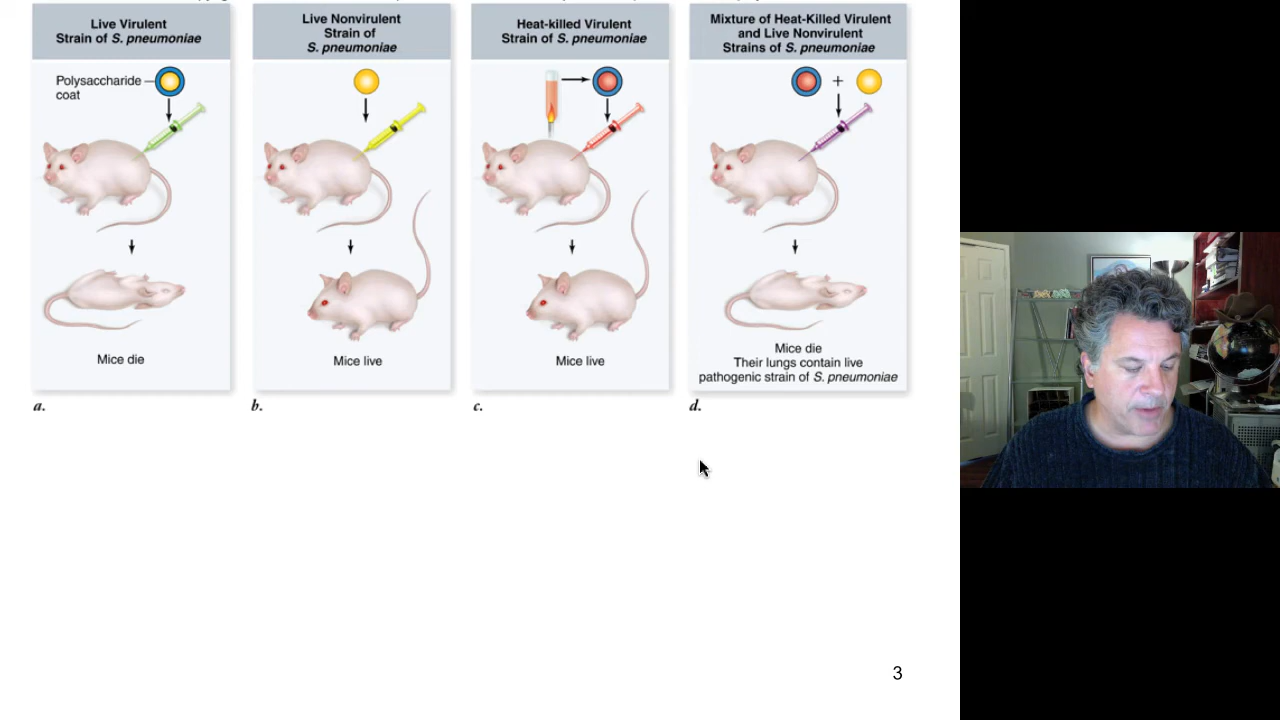 Live Virulent
Strain of S. pneumoniae
Polysaccharide
coat
Mice die
a.
Live Nonvirulent
Strain of
S. pneumoniae
Mice live
b.
Heat-killed Virulent
Strain of S. pneumoniae
Mice live
c.
Mixture of Heat-Killed Virulent
and Live Nonvirulent
Strains of S. pneumoniae
+
Mice die
Their lungs contain live
pathogenic strain of S. pneumoniae
d.
3